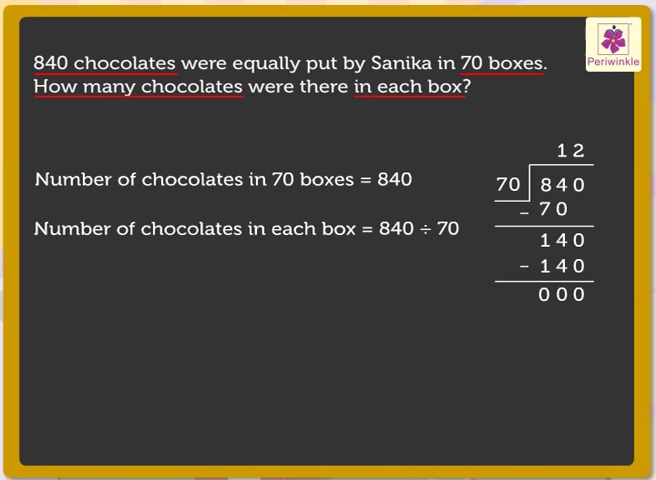 840 chocolates were equally put by Sanika in 70 boxes.
How many chocolates were there in each box?
Periwinkle
Number of chocolates in 70 boxes = 840
Number of chocolates in each box = 840 ÷ 70
12
70 840
- 70
140
- 140
000